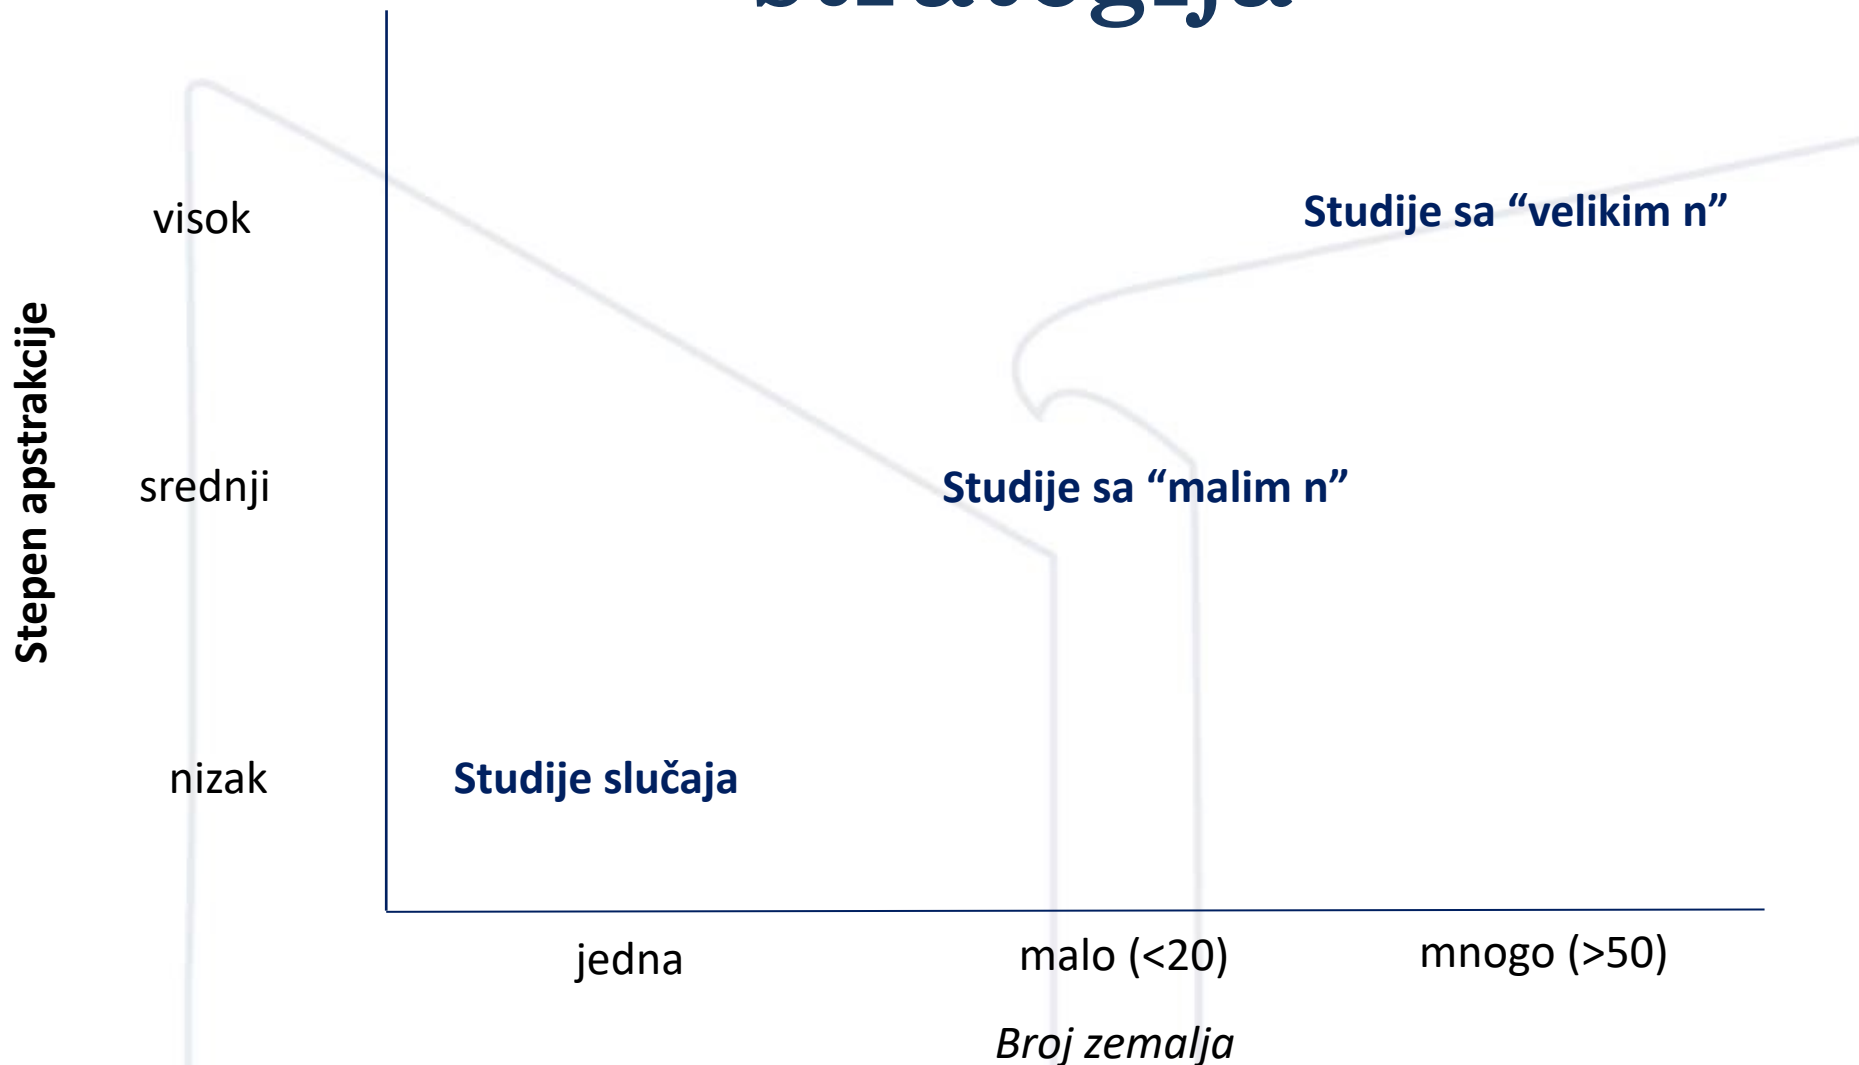 strategija
visok
Studije sa “velikim n”
Stepen apstrakcije
srednji
Studije sa “malim n”
nizak
Studije slučaja
jedna
malo (<20)
mnogo (>50)
Broj zemalja